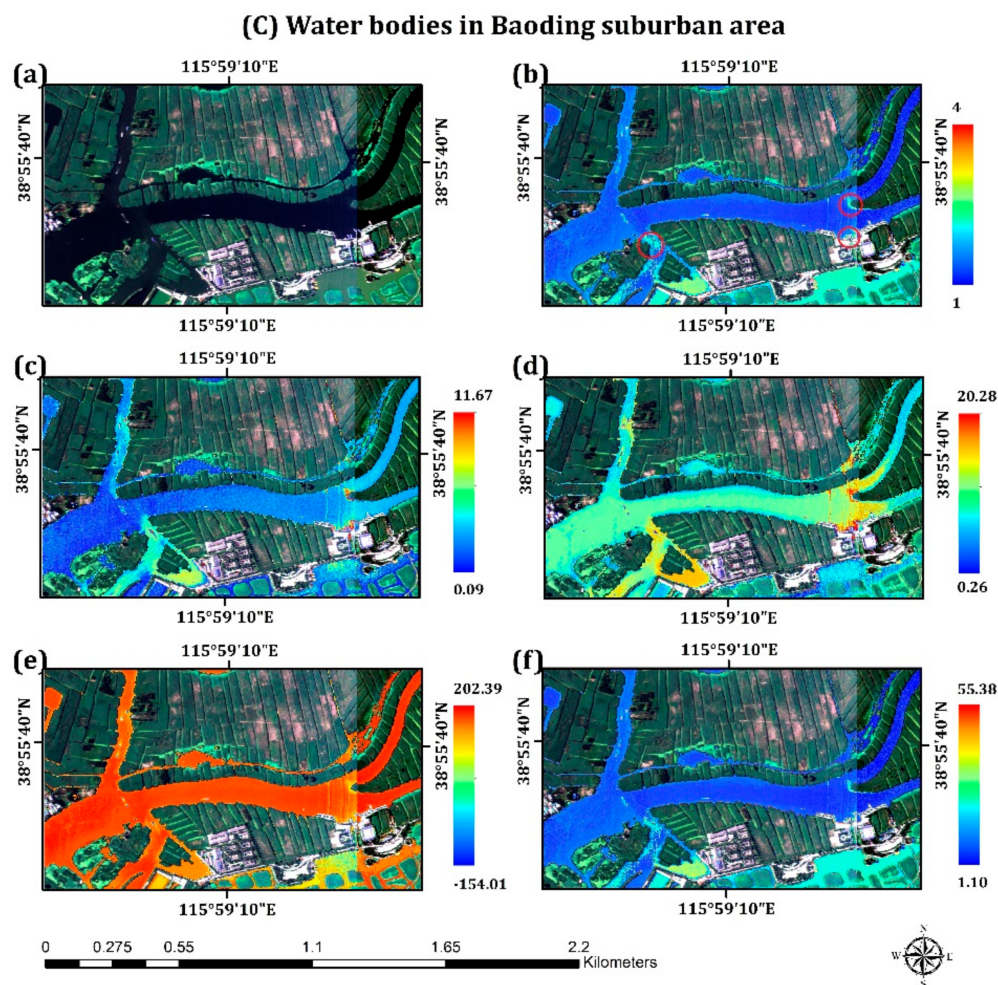 (C) Water bodies in Baoding suburban area
(a)
115°59'10"E
38°55'40"N
38°55'40"N
115°59'10"E
(b)
115°59'10"E
38°55'40"N
38°55'40"N
115°59'10"E
4
1
(c)
115°59'10"E
38°55'40"N
38°55'40"N
115°59'10"E
11.67
0.09
(d)
115°59'10"E
38°55'40"N
38°55'40"N
115°59'10"E
20.28
0.26
(e)
115°59'10"E
38°55'40"N
38°55'40"N
115°59'10"E
202.39
-154.01
(f)
115°59'10"E
38°55'40"N
38°55'40"N
115°59'10"E
55.38
1.10
0 0.275 0.55 1.1 1.65 2.2
Kilometers
N
W E
S